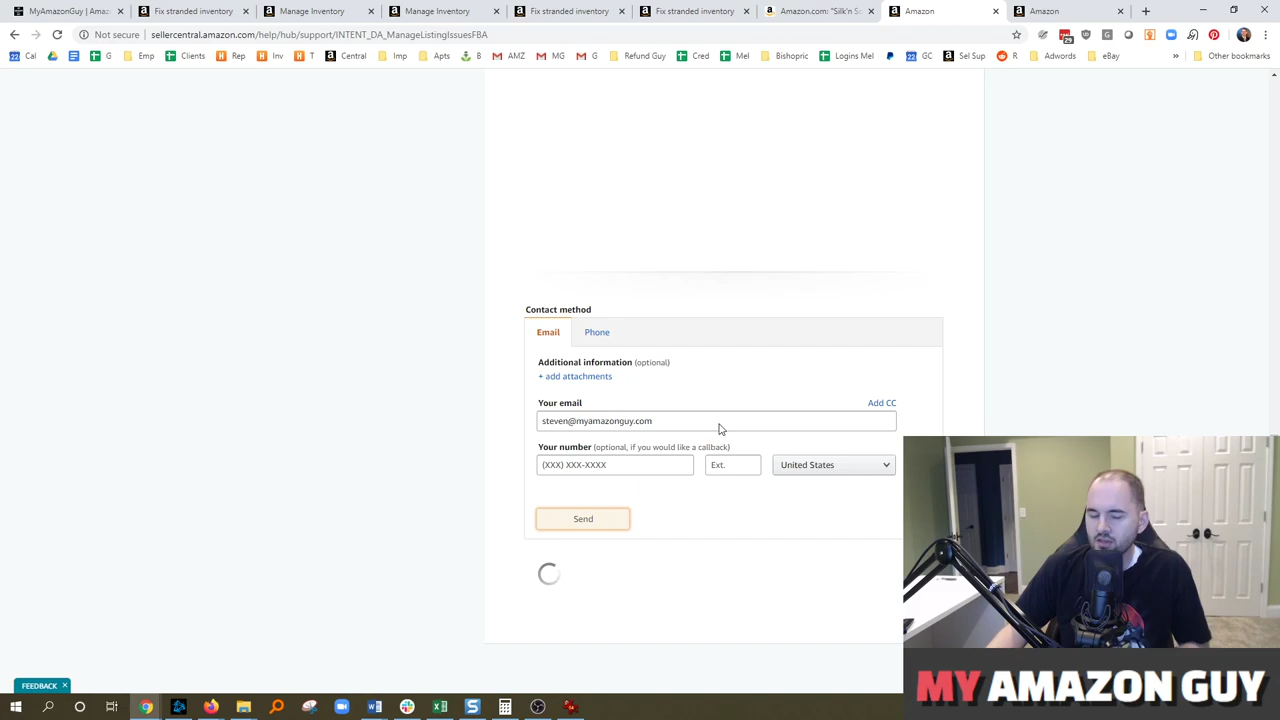 MyAmazonGuy | Amaz
Fix stranded inventory
Manage Inventory
Manage Inventory
Fix stranded inventory
Fix stranded inventory
Amazon.com: "Silk'n S
Amazon
Amazon
Not secure | sellercentral.amazon.com/help/hub/support/INTENT_DA_ManageListingIssuesFBA
22 Cal G Emp Clients Rep Inv H T Central Imp Apts B AMZ MG G Refund Guy Cred Mel Bishopric Logins Mel 22 GC Sel Sup R Adwords eBay » Other bookmarks
Contact method
Email
Phone
Additional information (optional)
+ add attachments
Your email
Add CC
steven@myamazonguy.com
Your number (optional, if you would like a callback)
(XXX) XXX-XXXX
Ext.
United States
Send
FEEDBACK
MY AMAZON GUY